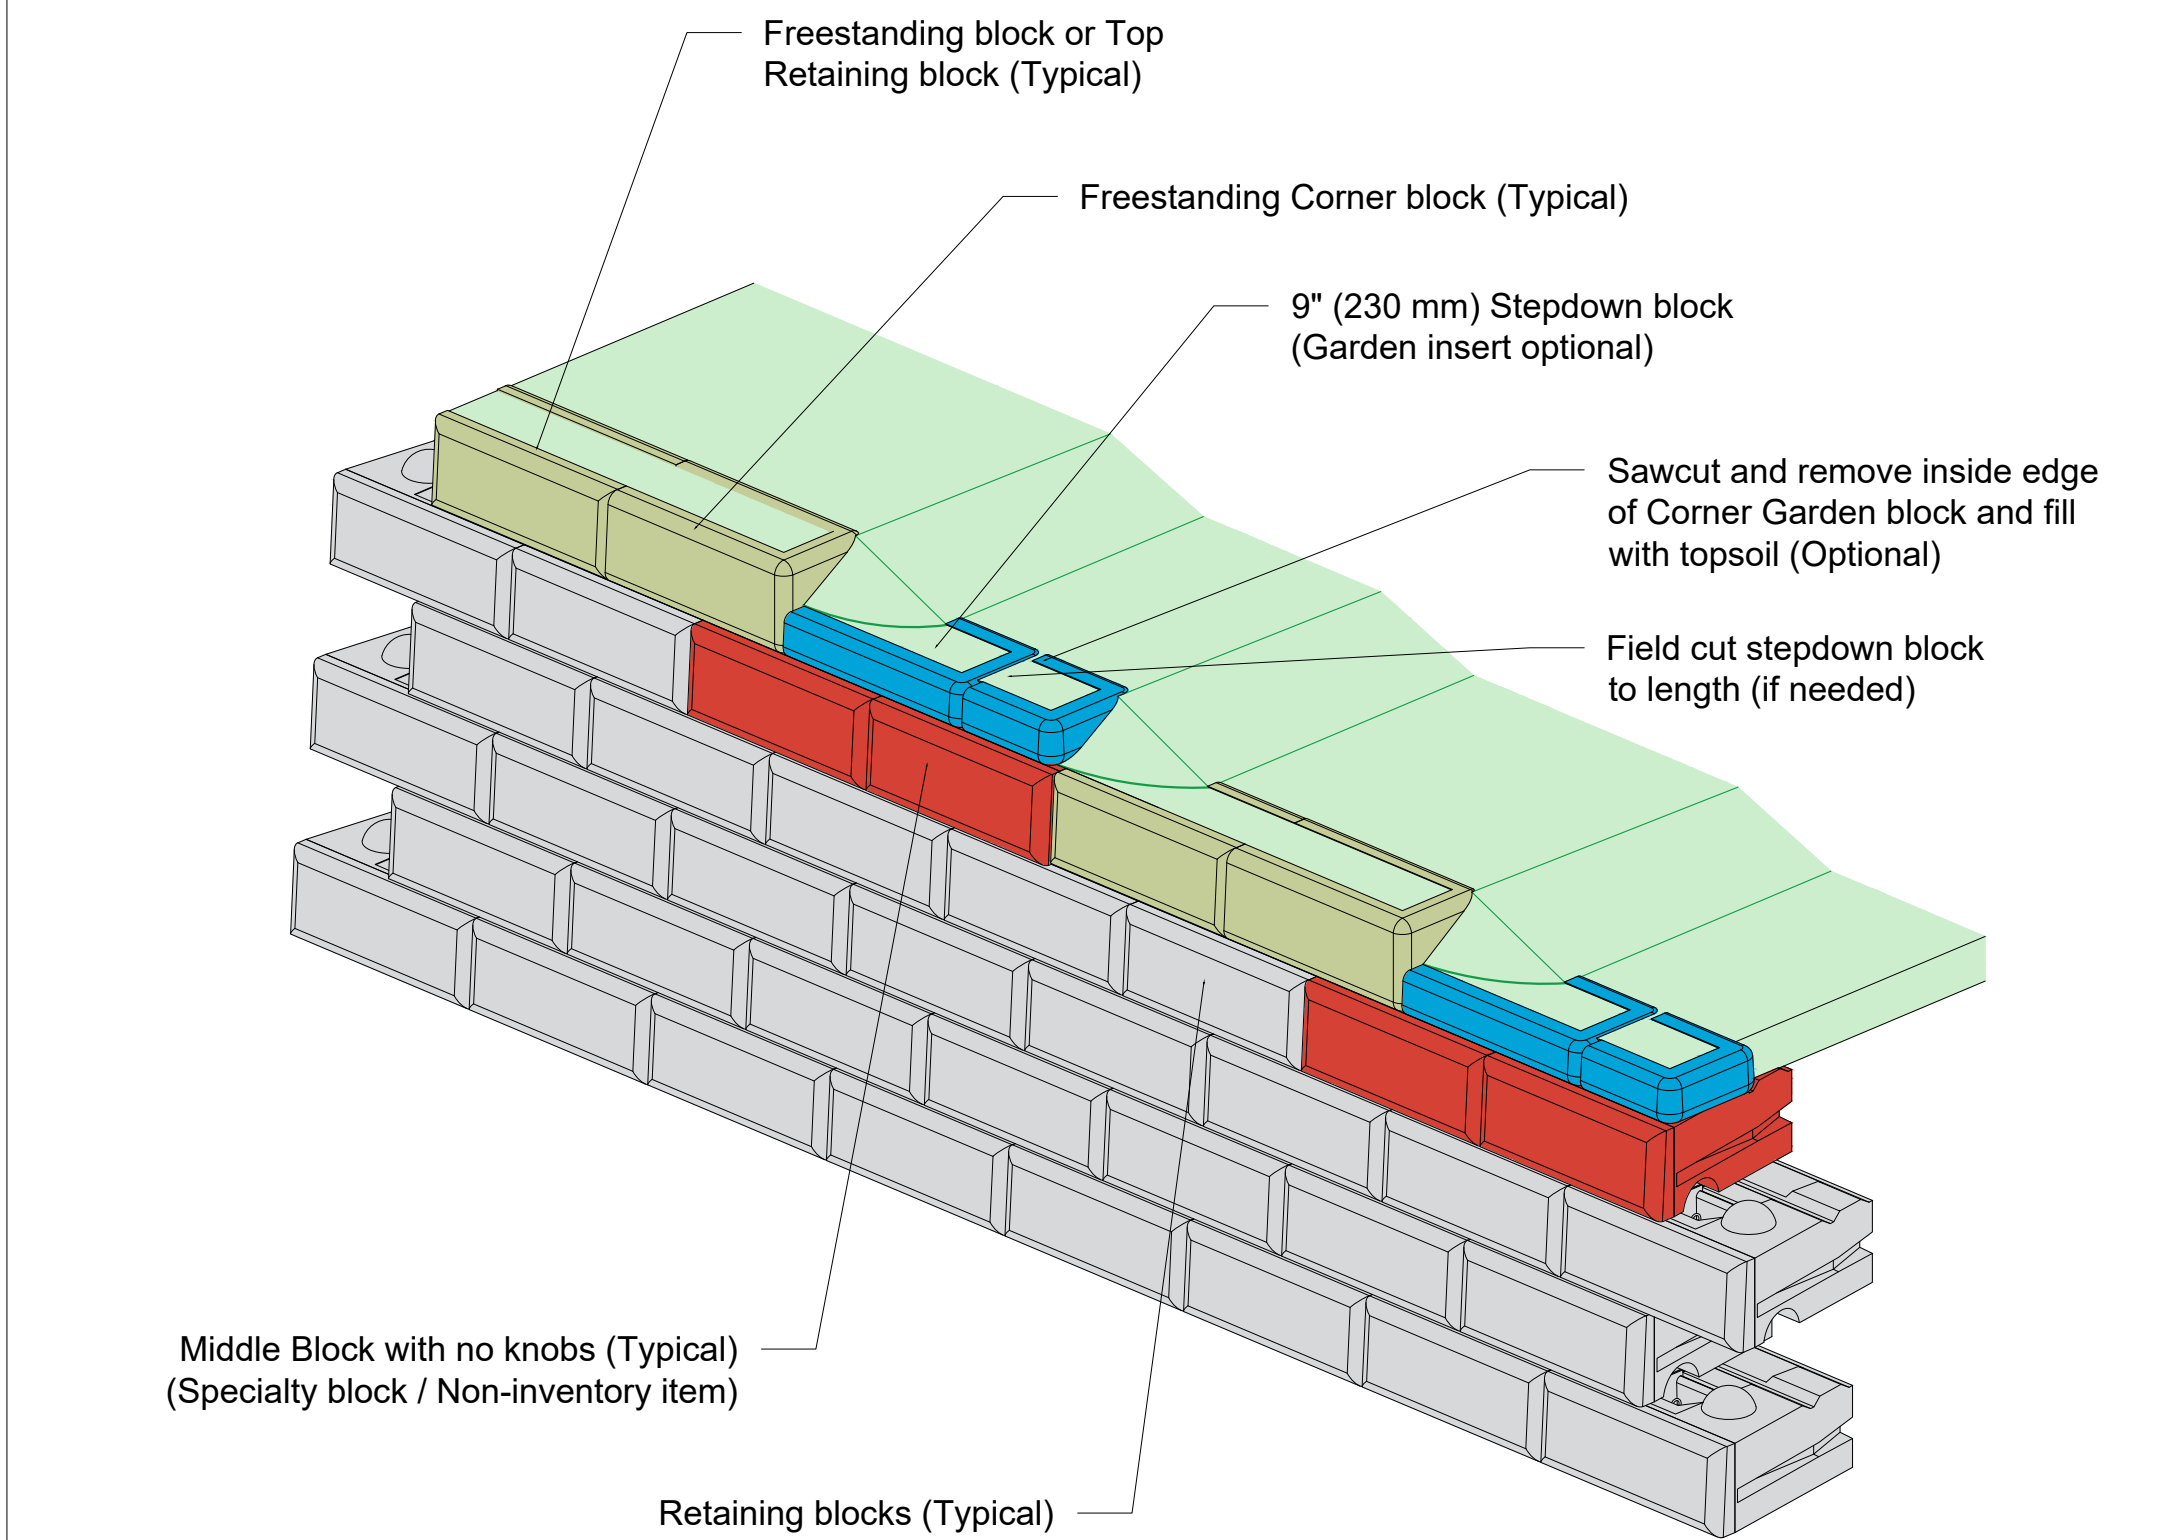 Freestanding block or Top
Retaining block (Typical)
Freestanding Corner block (Typical)
9" (230 mm) Stepdown block
(Garden insert optional)
Sawcut and remove inside edge
of Corner Garden block and fill
with topsoil (Optional)
Field cut stepdown block
to length (if needed)
Middle Block with no knobs (Typical)
(Specialty block / Non-inventory item)
Retaining blocks (Typical)